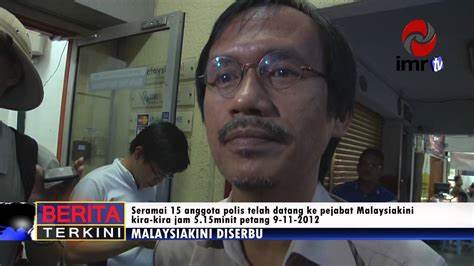 imr tv
Seramai 15 anggota polis telah datang ke pejabat Malaysiakini
kira-kira jam 5.15minit petang 9-11-2012
BERITA
TERKINI
MALAYSIAKINI DISERBU